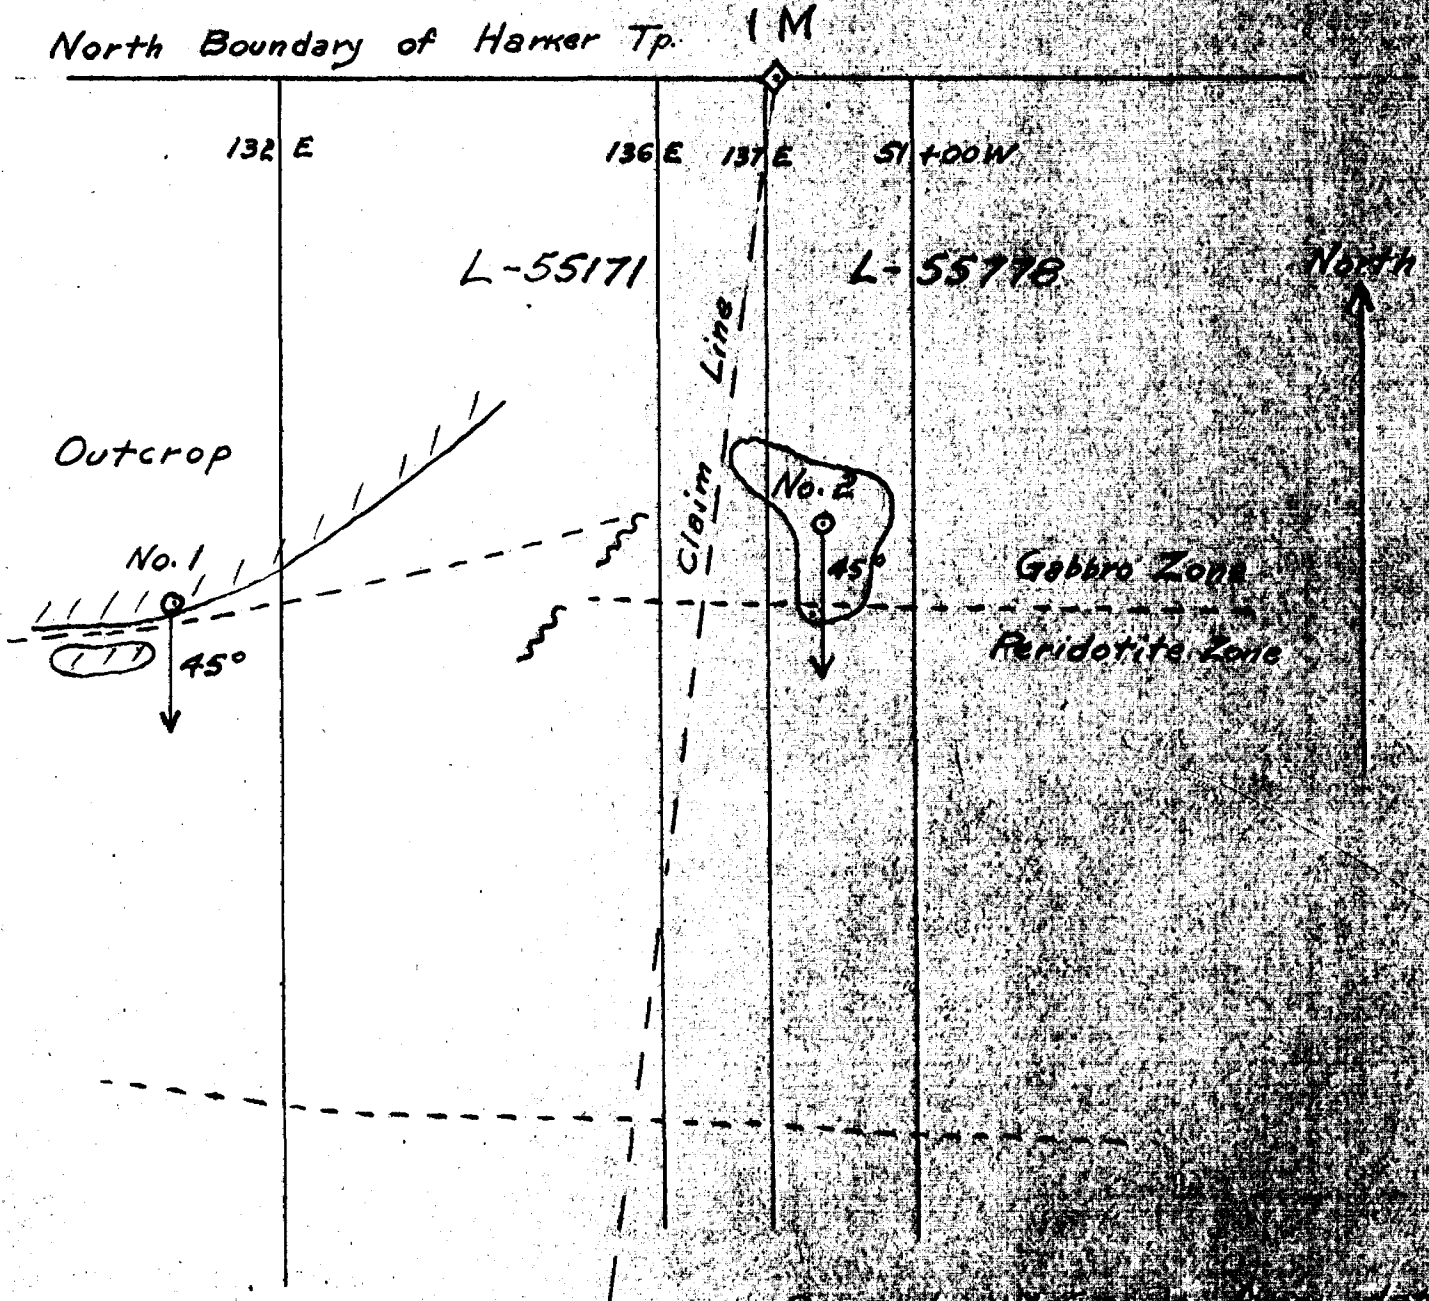 North Boundary of Harker Tp. 1 M
132 E 136 E 137 E 51 +00W
L-55171 L-55778
North
Claim Line
Outcrop
No. 2
No. 1
45°
Gabbro Zone
Peridotite Zone
45°